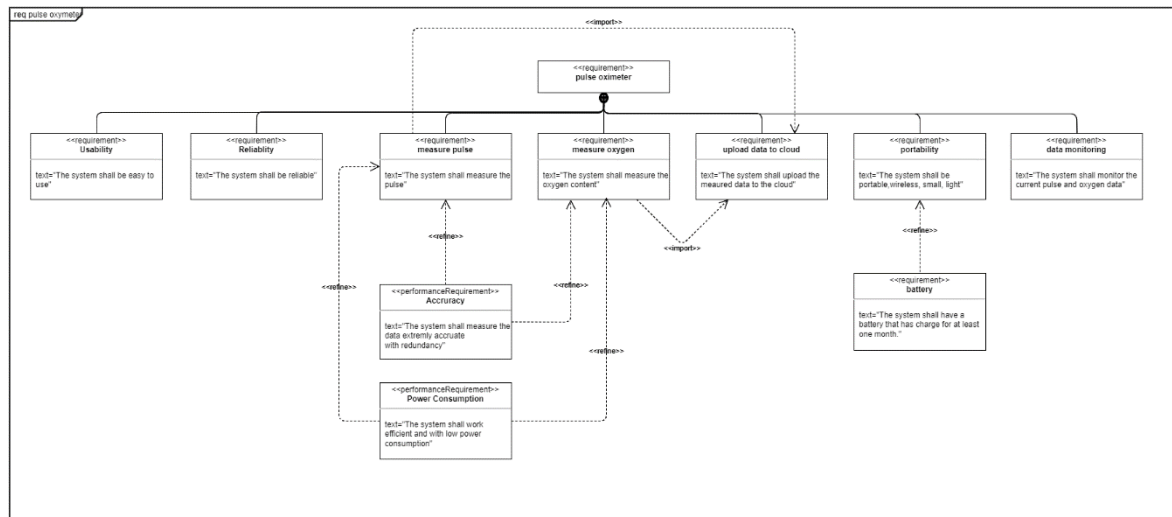 req pulse oxymeter
<<import>>
<<requirement>>
pulse oximeter
<<requirement>>
Usability
text="The system shall be easy to
use"
<<requirement>>
Reliablity
text="The system shall be reliable"
<<requirement>>
measure pulse
text="The system shall measure the
pulse"
<<requirement>>
measure oxygen
text="The system shall measure the
oxygen content"
<<requirement>>
upload data to cloud
text="The system shall upload the
meaured data to the cloud"
<<requirement>>
portability
text="The system shall be
portable,wireless, small, light"
<<requirement>>
data monitoring
text="The system shall monitor the
current pulse and oxygen data"
<<refine>>
<<refine>>
<<import>>
<<refine>>
<<refine>>
<<performanceRequirement>>
Accruracy
text="The system shall measure the
data extremly accruate
with redundancy"
<<refine>>
<<requirement>>
battery
text="The system shall have a
battery that has charge for at least
one month."
<<performanceRequirement>>
Power Consumption
text="The system shall work
efficient and with low power
consumption"